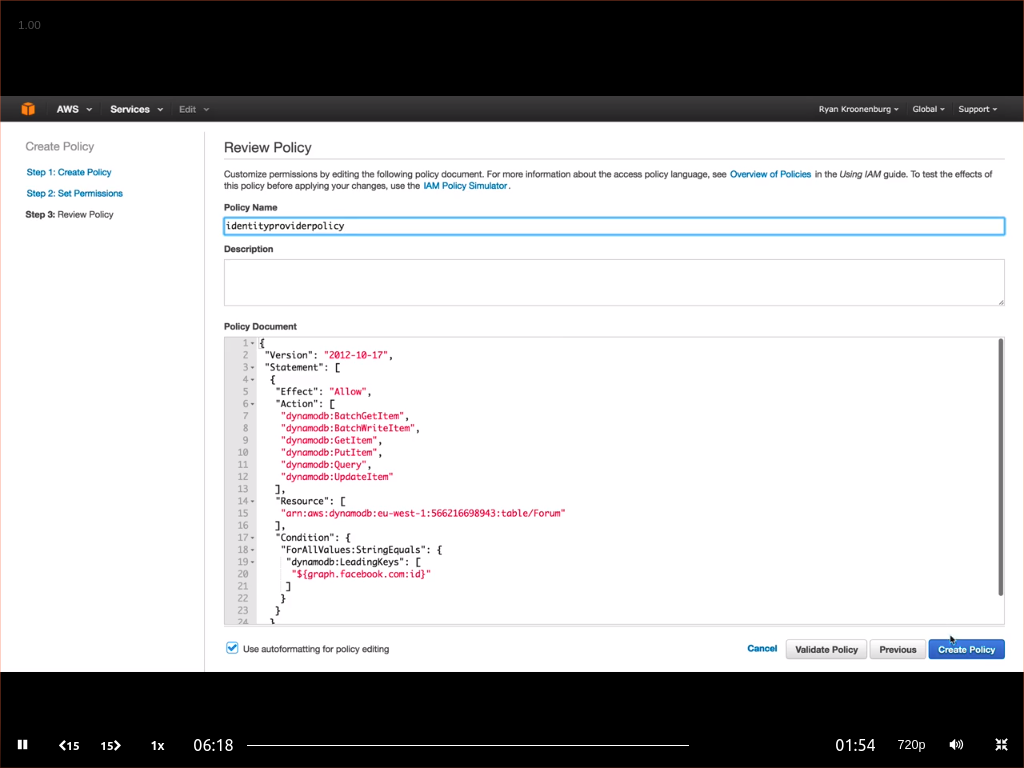 1.00
AWS Services Edit Ryan Kroonenburg Global Support
Create Policy
Step 1: Create Policy
Step 2: Set Permissions
Step 3: Review Policy
Review Policy
Customize permissions by editing the following policy document. For more information about the access policy language, see Overview of Policies in the Using IAM guide. To test the effects of
this policy before applying your changes, use the IAM Policy Simulator.
Policy Name
identityproviderpolicy
Description
Policy Document
1 {
2 "Version": "2012-10-17",
3 "Statement": [
4 {
5 "Effect": "Allow",
6 "Action": [
7 "dynamodb:BatchGetItem",
8 "dynamodb:BatchWriteItem",
9 "dynamodb:GetItem",
10 "dynamodb:PutItem",
11 "dynamodb:Query",
12 "dynamodb:UpdateItem"
13 ],
14 "Resource": [
15 "arn:aws:dynamodb:eu-west-1:566216698943:table/Forum"
16 ],
17 "Condition": {
18 "ForAllValues:StringEquals": {
19 "dynamodb:LeadingKeys": [
20 "${graph.facebook.com:id}"
21 ]
22 }
23 }
24 }
Use autoformatting for policy editing
Cancel Validate Policy Previous Create Policy
15 15 1x 06:18 01:54 720p